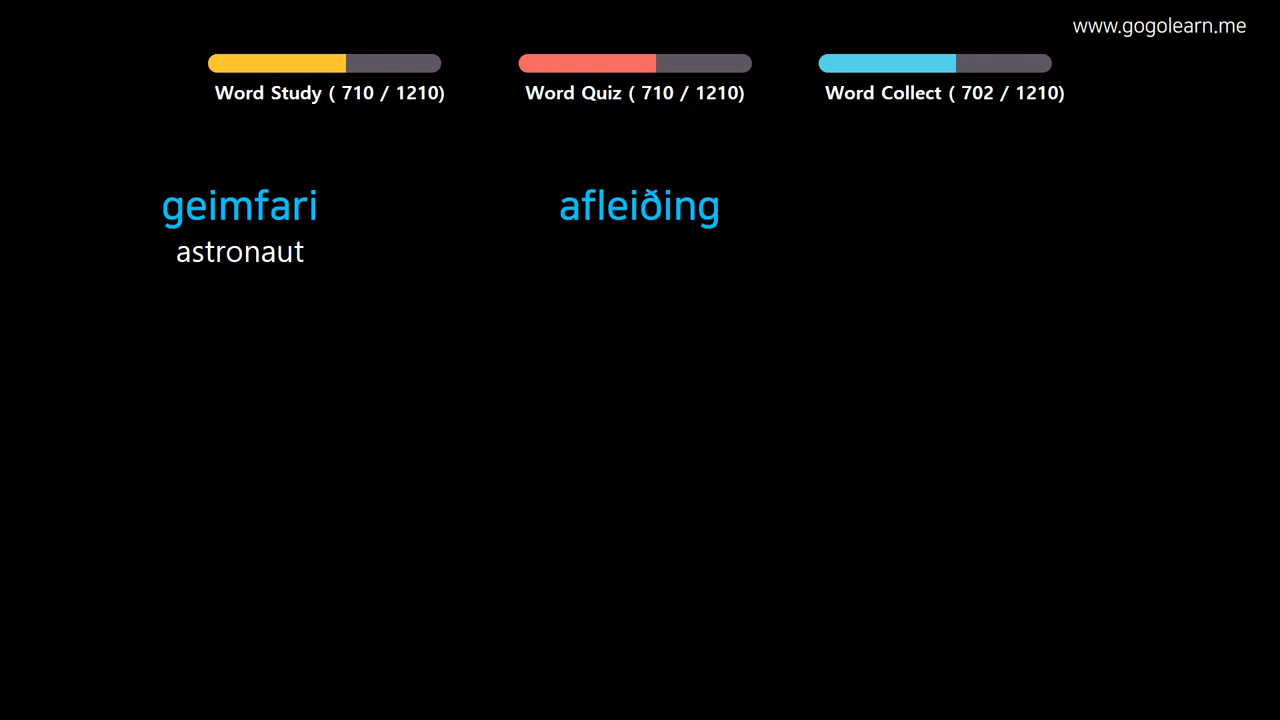 www.gogolearn.me
Word Study ( 710 / 1210)
Word Quiz ( 710 / 1210)
Word Collect ( 702 / 1210)
geimfari
astronaut
afleiðing